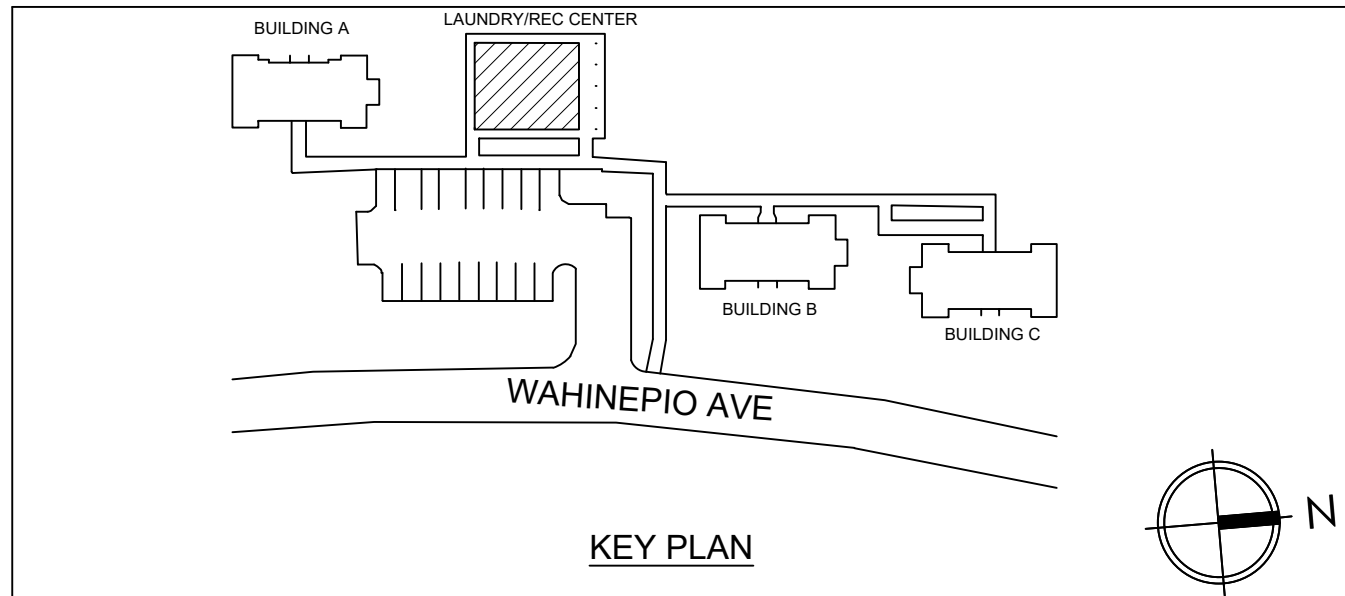 LAUNDRY/REC CENTER
BUILDING A
BUILDING B
BUILDING C
WAHINEPIO AVE
N
KEY PLAN